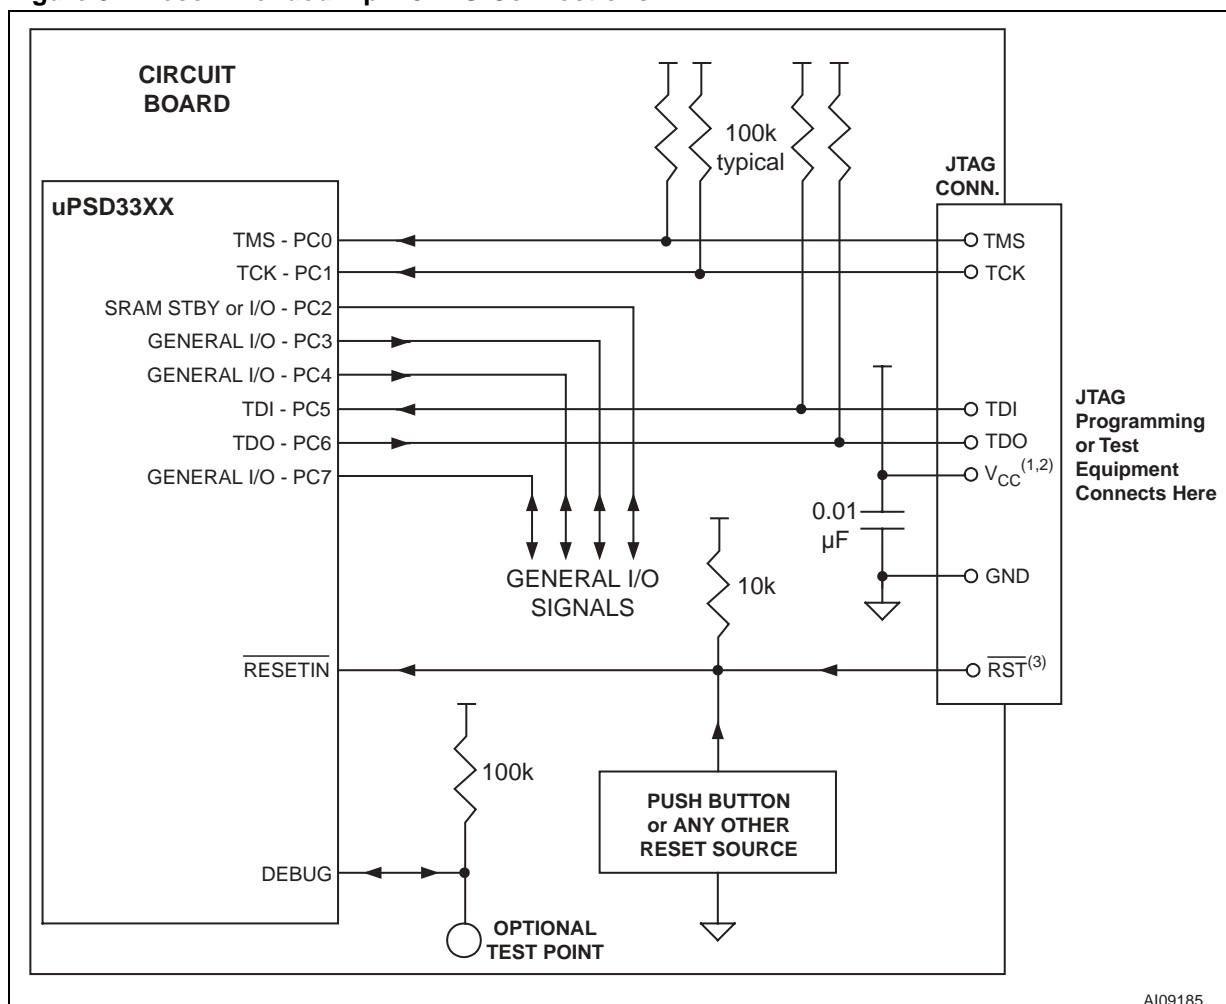 CIRCUIT
BOARD
100k
typical
JTAG
CONN.
uPSD33XX
TMS - PC0
TMS
TCK - PC1
TCK
SRAM STBY or I/O - PC2
GENERAL I/O - PC3
GENERAL I/O - PC4
TDI - PC5
TDI
TDO - PC6
TDO
GENERAL I/O - PC7
VCC(1,2)
JTAG
Programming
or Test
Equipment
Connects Here
0.01
µF
GENERAL I/O
SIGNALS
10k
GND
RESETIN
RST(3)
100k
PUSH BUTTON
or ANY OTHER
RESET SOURCE
DEBUG
OPTIONAL
TEST POINT
AI09185